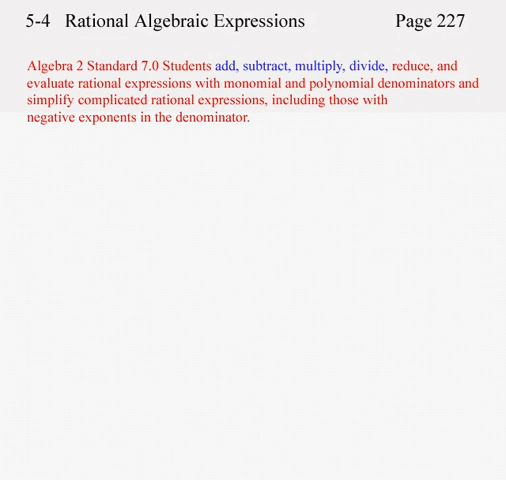 5-4 Rational Algebraic Expressions Page 227
Algebra 2 Standard 7.0 Students add, subtract, multiply, divide, reduce, and
evaluate rational expressions with monomial and polynomial denominators and
simplify complicated rational expressions, including those with
negative exponents in the denominator.